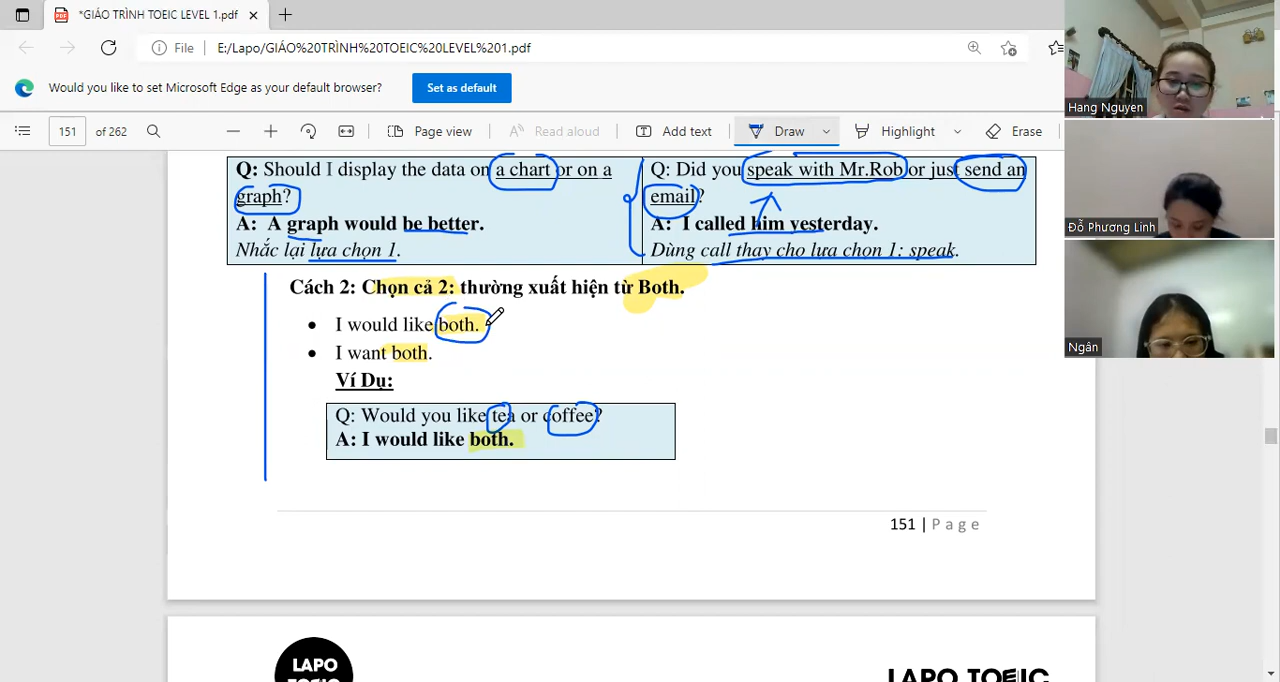 *GIÁO TRÌNH TOEIC LEVEL 1.pdf
File E:/Lapo/GIÁO%20TRÌNH%20TOEIC%20LEVEL%201.pdf
Would you like to set Microsoft Edge as your default browser? Set as default
151 of 262 Page view Read aloud Add text Draw Highlight Erase
Hang Nguyen
Đỗ Phương Linh
Ngân
Q: Should I display the data on a chart or on a
graph?
A: A graph would be better.
Nhắc lại lựa chọn 1.
Q: Did you speak with Mr.Rob or just send an
email?
A: I called him yesterday.
Dùng call thay cho lựa chọn 1: speak.
Cách 2: Chọn cả 2: thường xuất hiện từ Both.
• I would like both.
• I want both.
Ví Dụ:
Q: Would you like tea or coffee?
A: I would like both.
151 | Page
LAPO
TOEIC
LAPO TOEIC